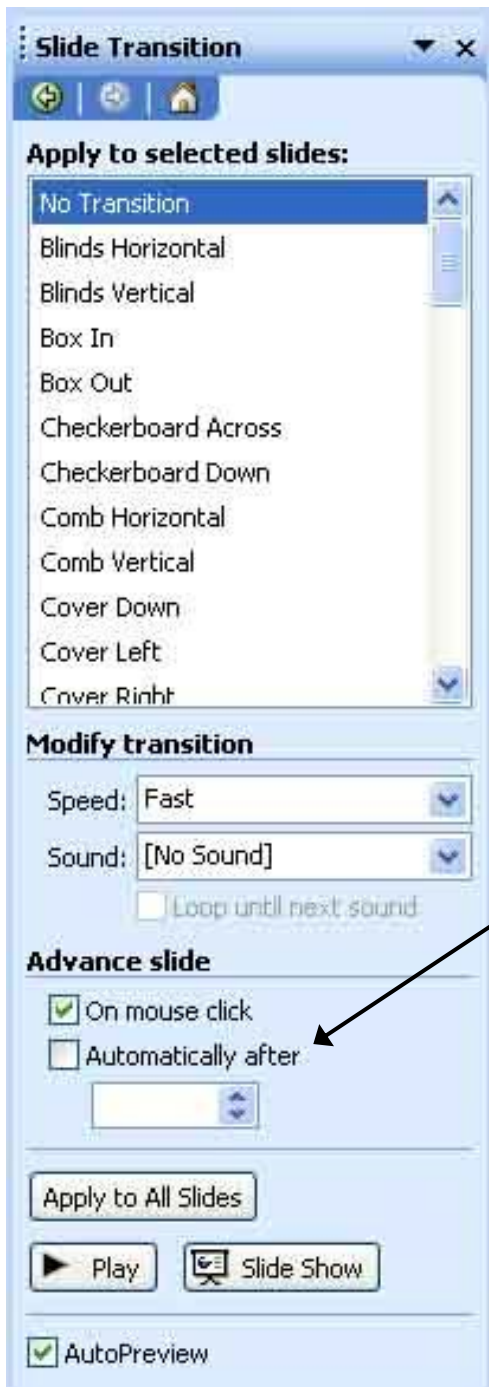 Slide Transition
Apply to selected slides:
No Transition
Blinds Horizontal
Blinds Vertical
Box In
Box Out
Checkerboard Across
Checkerboard Down
Comb Horizontal
Comb Vertical
Cover Down
Cover Left
Cover Right
Modify transition
Speed: Fast
Sound: [No Sound]
Loop until next sound
Advance slide
On mouse click
Automatically after
Apply to All Slides
Play Slide Show
AutoPreview